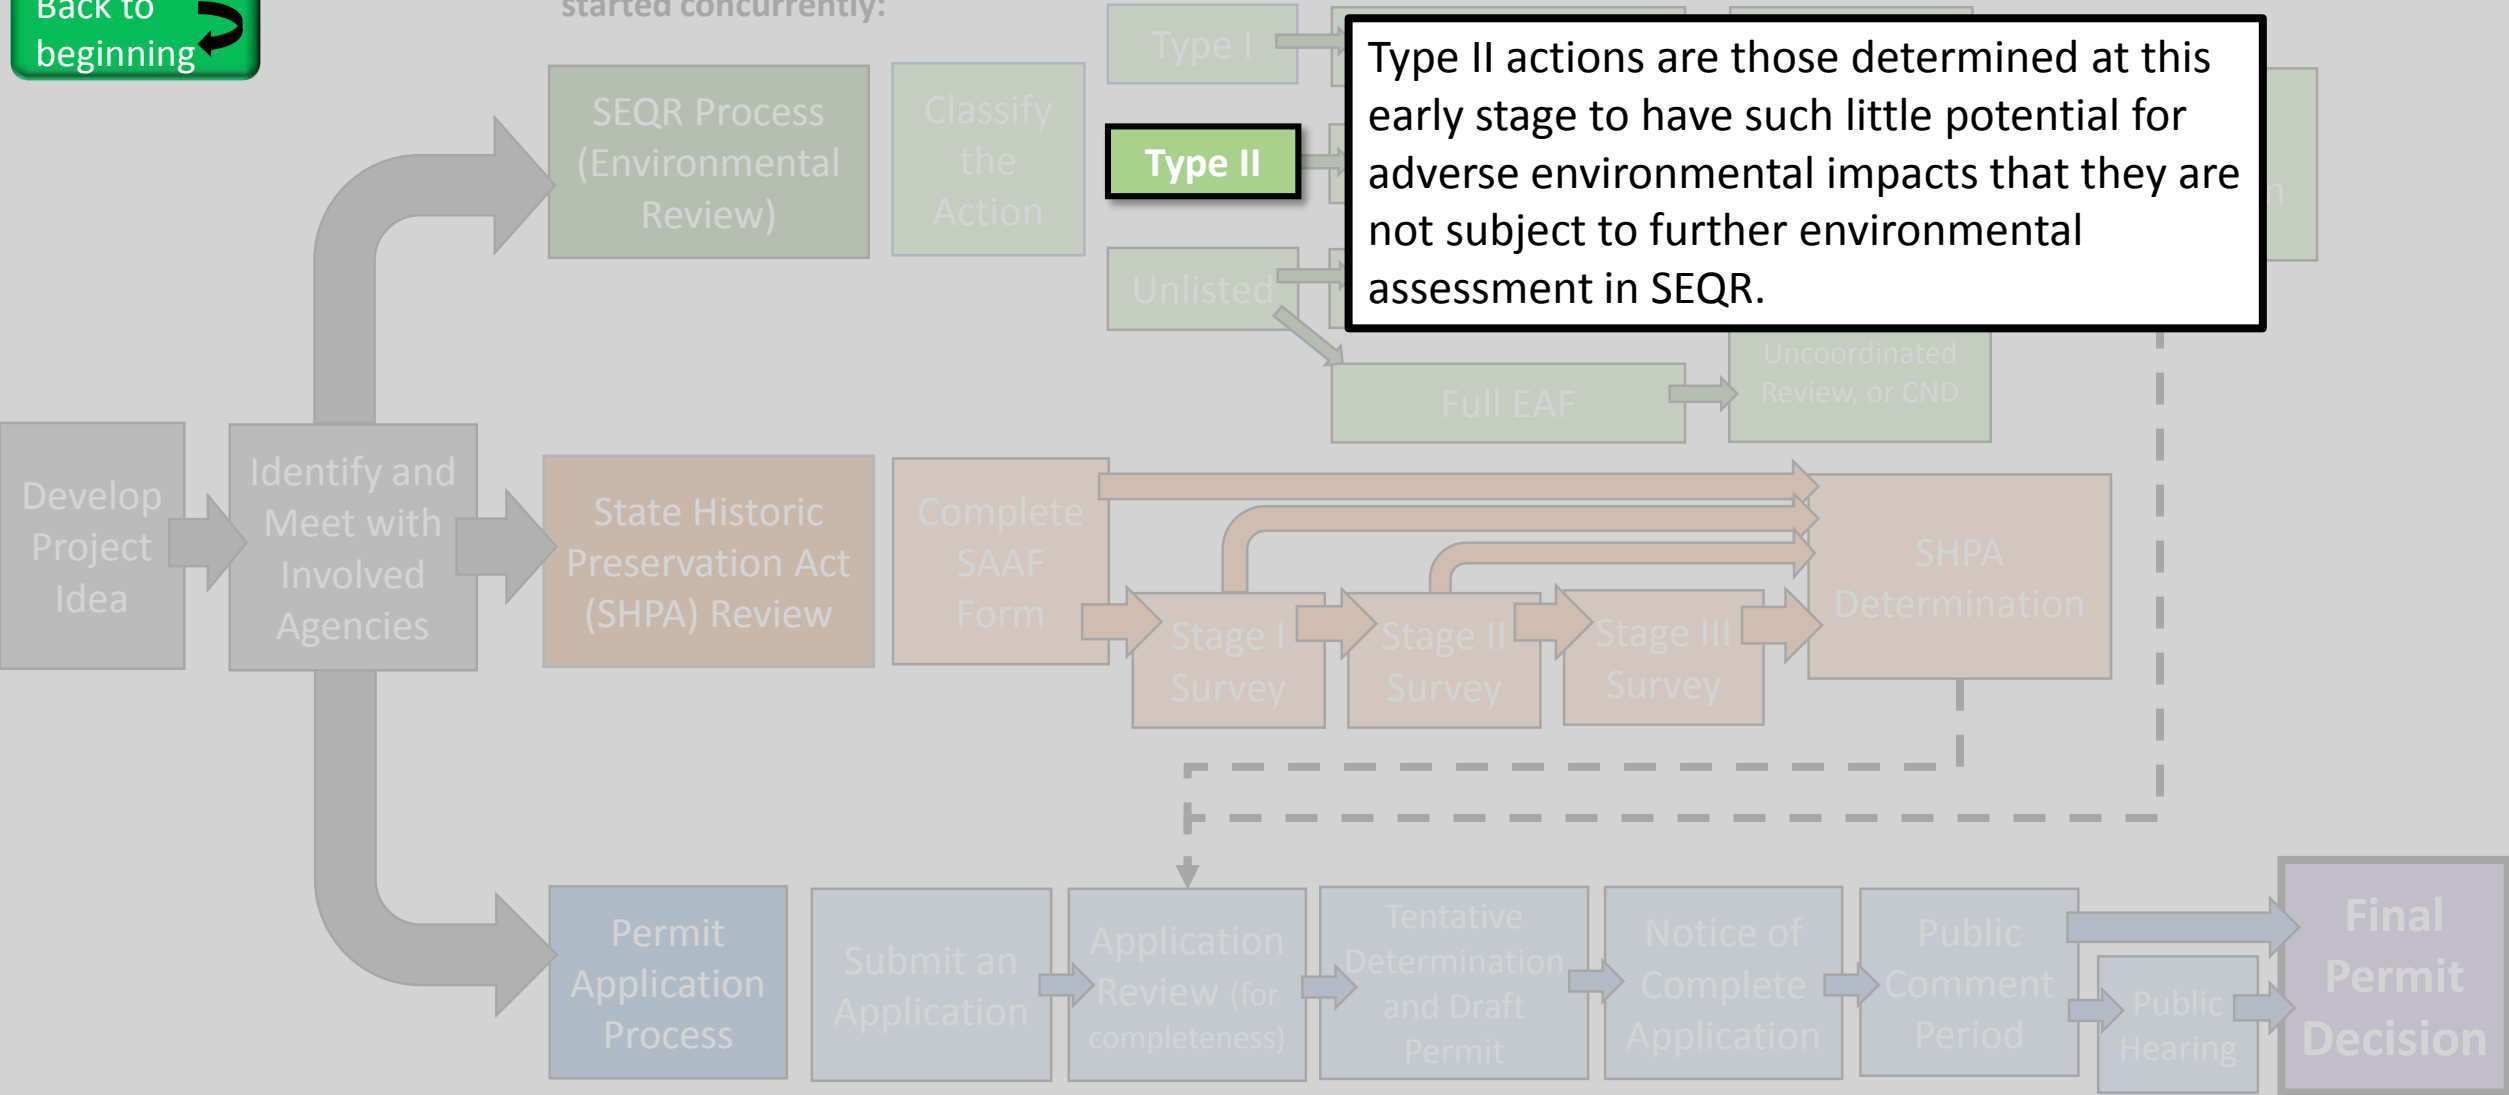 Back to
beginning
started concurrently:
SEQR Process
(Environmental
Review)
Classify
the
Action
Type I
Type II
Unlisted
Type II actions are those determined at this
early stage to have such little potential for
adverse environmental impacts that they are
not subject to further environmental
assessment in SEQR.
n
Full EAF
Uncoordinated
Review, or CND
Develop
Project
Idea
Identify and
Meet with
Involved
Agencies
State Historic
Preservation Act
(SHPA) Review
Complete
SAAF
Form
Stage I
Survey
Stage II
Survey
Stage III
Survey
SHPA
Determination
Permit
Application
Process
Submit an
Application
Application
Review (for
completeness)
Tentative
Determination
and Draft
Permit
Notice of
Complete
Application
Public
Comment
Period
Public
Hearing
Final
Permit
Decision